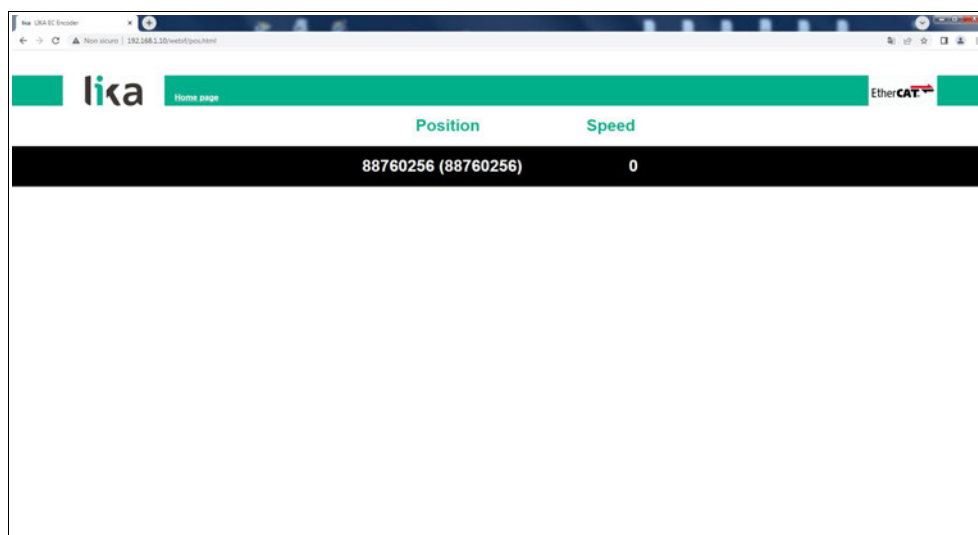 lika LIKA EC Encoder
Non sicuro | 192.168.1.10/webif/pos.html
lika
Home page
EtherCAT
Position Speed
88760256 (88760256) 0